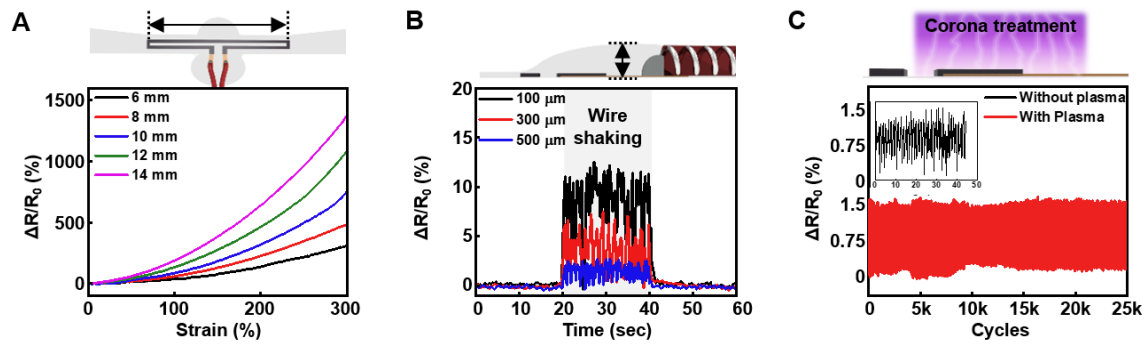 A
1500
1000
500
0
6 mm
8 mm
10 mm
12 mm
14 mm
ΔR/R₀ (%)
0
100
200
300
Strain (%)
B
20
15
10
5
0
100 μm
300 μm
500 μm
Wire
shaking
ΔR/R₀ (%)
0
10
20
30
40
50
60
Time (sec)
C
Corona treatment
1.5
0.75
0
1.5
0.75
0
Without plasma
With Plasma
0 10 20 30 40 50
ΔR/R₀ (%)
0
5k
10k
15k
20k
25k
Cycles